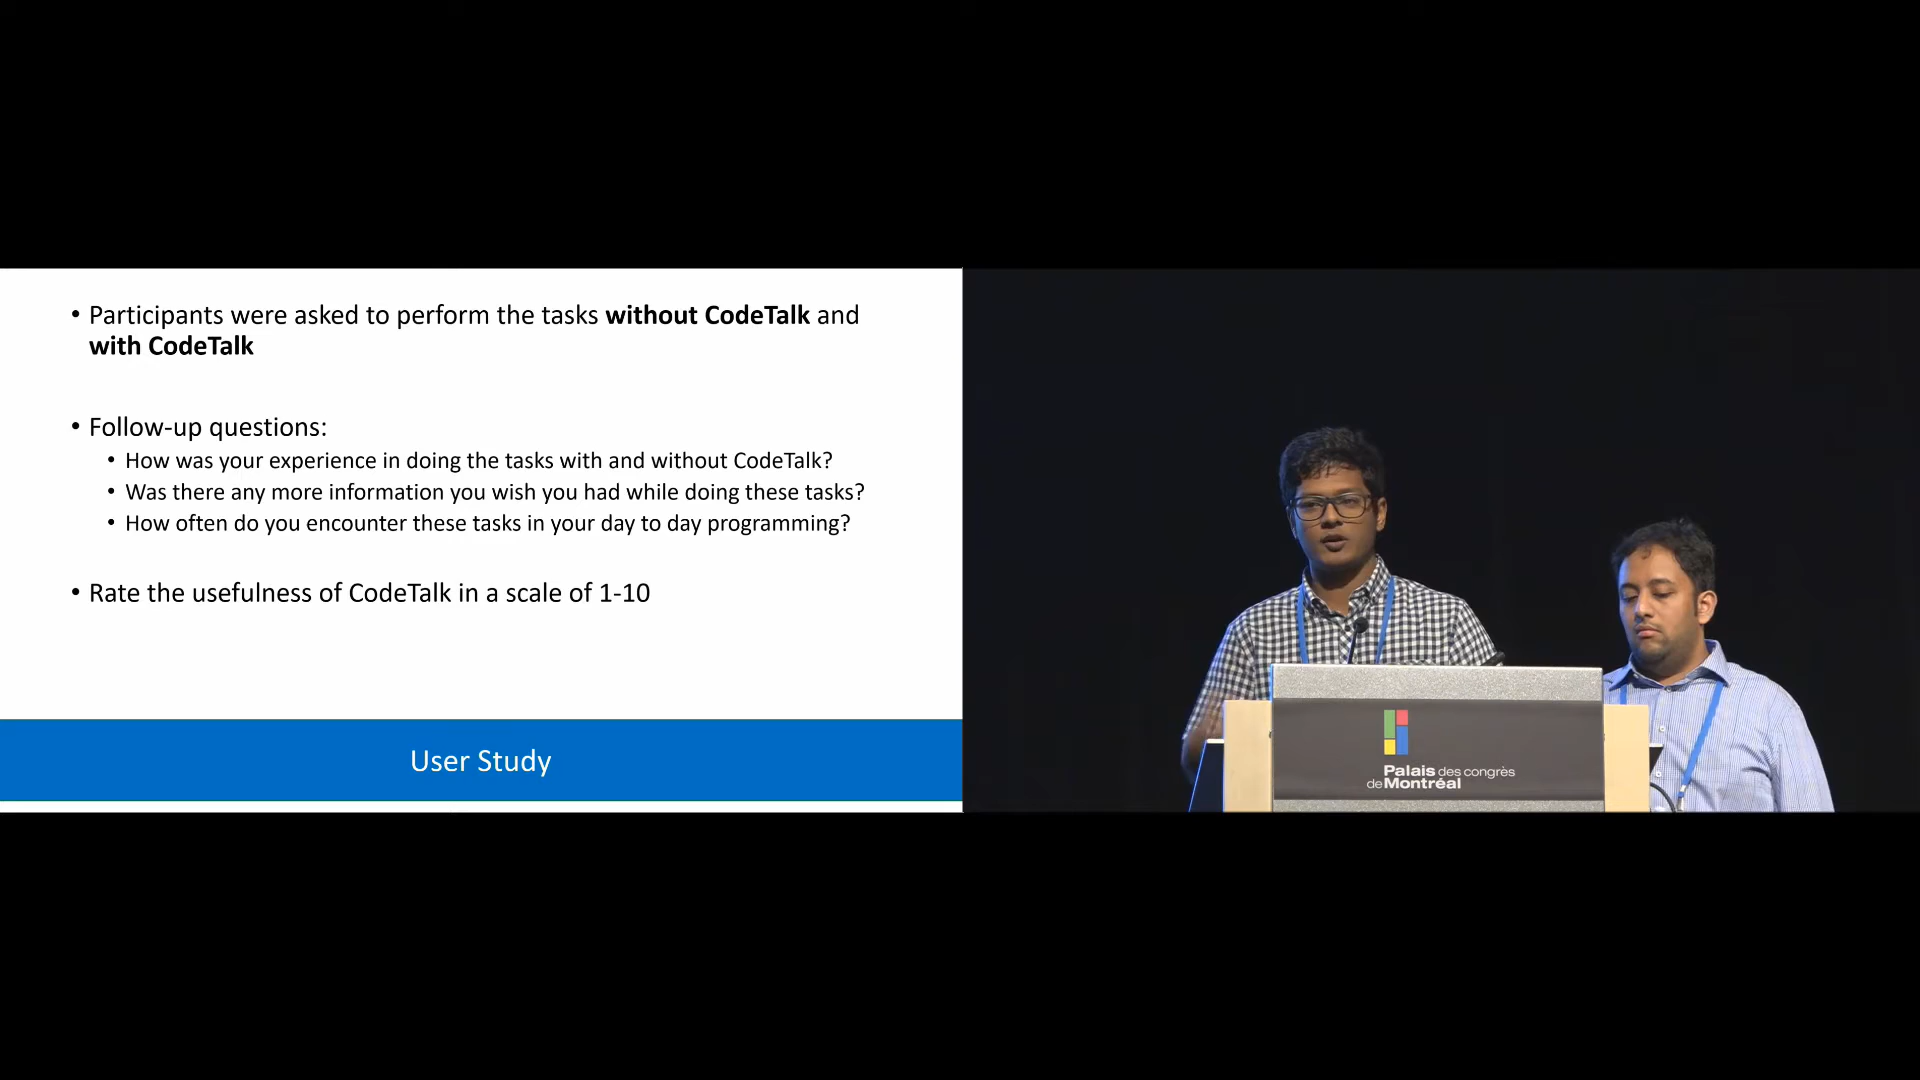 • Participants were asked to perform the tasks without CodeTalk and
with CodeTalk
• Follow-up questions:
• How was your experience in doing the tasks with and without CodeTalk?
• Was there any more information you wish you had while doing these tasks?
• How often do you encounter these tasks in your day to day programming?
• Rate the usefulness of CodeTalk in a scale of 1-10
User Study
Palais des congrès
de Montréal